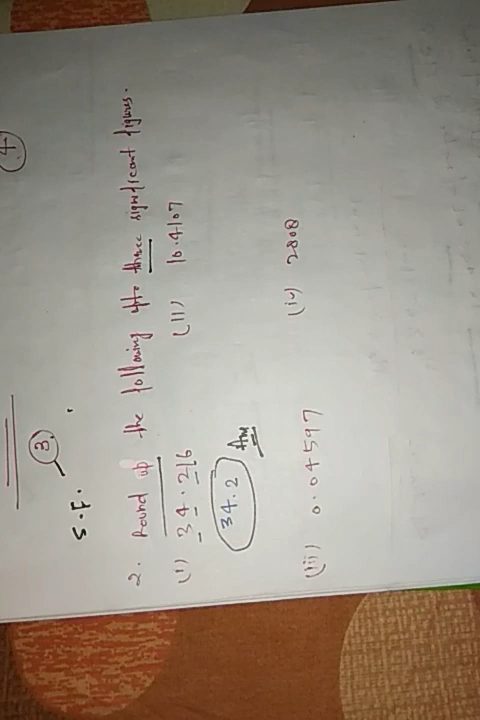 4
3
S.F.
2. Round up the following upto three significant figures.
(i) 34.216 (ii) 10.4107
34.2 Ans
(iii) 0.04597 (iv) 2808